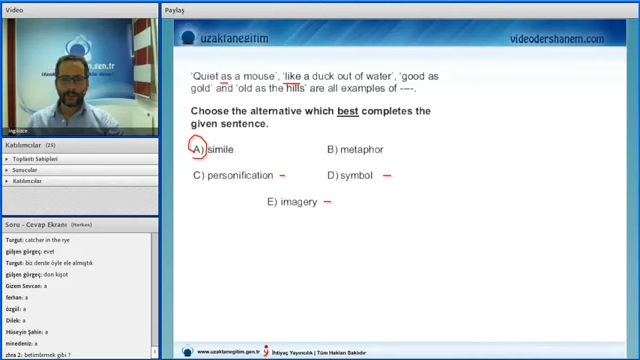 Video
Paylaş
İngilizce
Katılımcılar (15)
Toplantı Sahipleri
Sunucular
Katılımcılar
Soru - Cevap Ekranı (Herkes)
Turgut: catcher in the rye
gülşen görgeç: evet
Turgut: biz derste öyle ele almıştık
gülşen görgeç: don kişot
Gizem Sevcan: a
ferhan: a
özgül: a
Dilek: a
Hüseyin Şahin: a
minedeniz: a
zhra 2: betimlemek gibi ?
uzaktanegitim
videodershanem.com
‘Quiet as a mouse’, ‘like a duck out of water’, ‘good as
gold’ and ‘old as the hills’ are all examples of ----.
Choose the alternative which best completes the
given sentence.
A) simile
B) metaphor
C) personification
D) symbol
E) imagery
www.uzaktanegitim.gen.tr
İhtiyaç Yayıncılık | Tüm Hakları Saklıdır